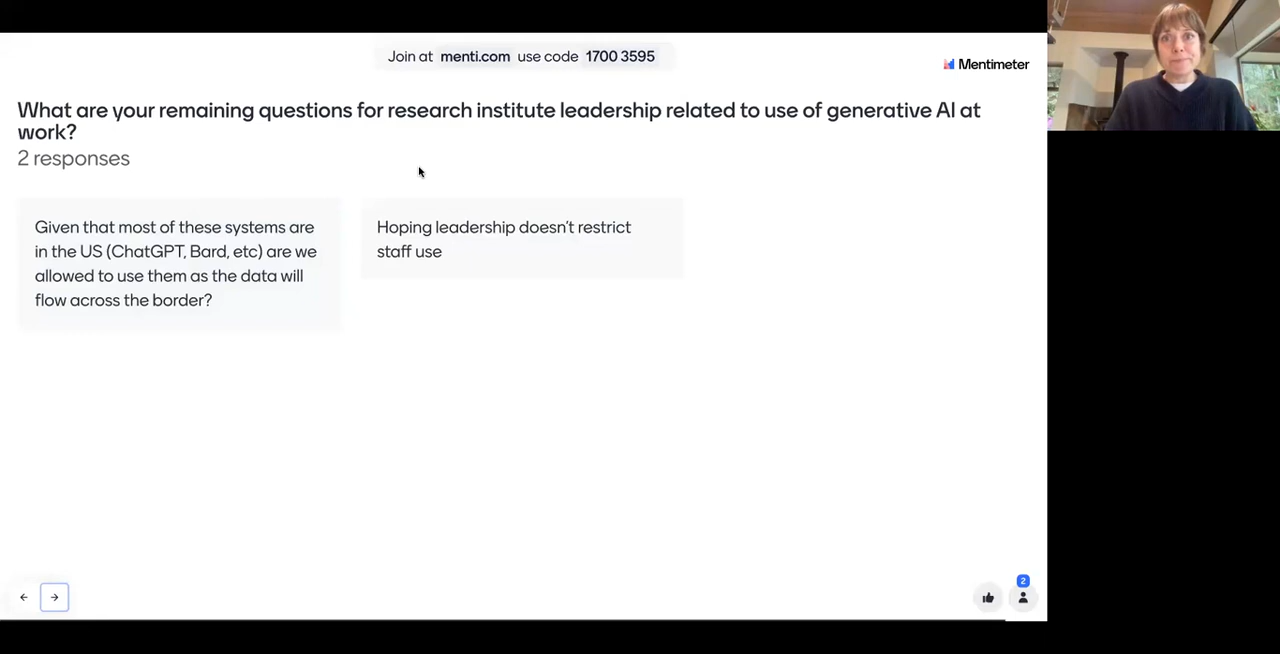 Join at menti.com use code 1700 3595
Mentimeter
What are your remaining questions for research institute leadership related to use of generative AI at
work?
2 responses
Given that most of these systems are
in the US (ChatGPT, Bard, etc) are we
allowed to use them as the data will
flow across the border?
Hoping leadership doesn't restrict
staff use
2